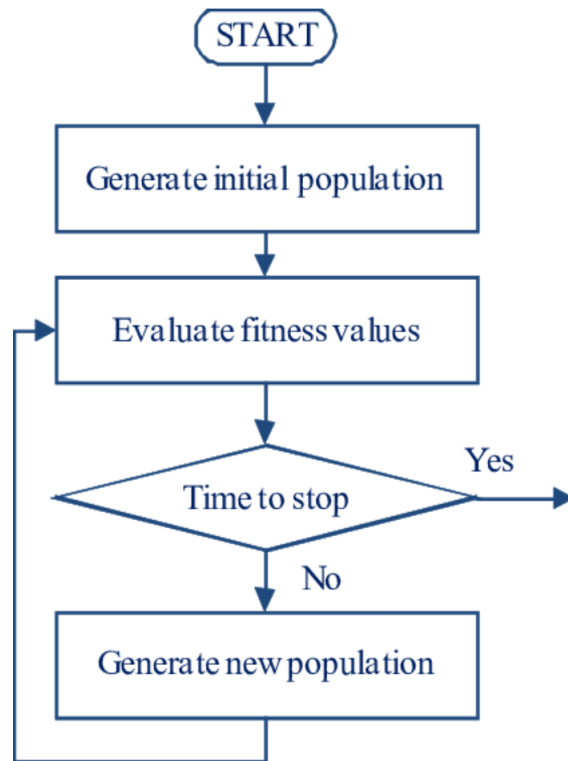 START
Generate initial population
Evaluate fitness values
Time to stop
Yes
No
Generate new population